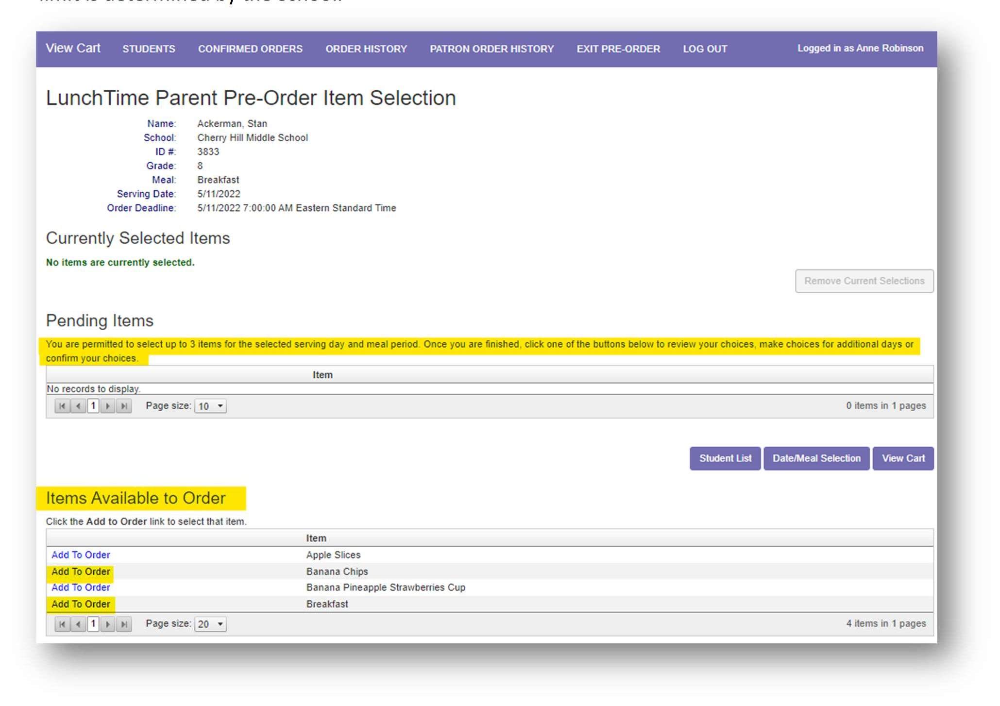 limit is determined by the school.
View Cart STUDENTS CONFIRMED ORDERS ORDER HISTORY PATRON ORDER HISTORY EXIT PRE-ORDER LOG OUT Logged in as Anne Robinson
LunchTime Parent Pre-Order Item Selection
Name: Ackerman, Stan
School: Cherry Hill Middle School
ID #: 3833
Grade: 8
Meal: Breakfast
Serving Date: 5/11/2022
Order Deadline: 5/11/2022 7:00:00 AM Eastern Standard Time
Currently Selected Items
No items are currently selected.
Remove Current Selections
Pending Items
You are permitted to select up to 3 items for the selected serving day and meal period. Once you are finished, click one of the buttons below to review your choices, make choices for additional days or
confirm your choices.
Item
No records to display.
1 Page size: 10 0 items in 1 pages
Student List Date/Meal Selection View Cart
Items Available to Order
Click the Add to Order link to select that item.
Item
Add To Order Apple Slices
Add To Order Banana Chips
Add To Order Banana Pineapple Strawberries Cup
Add To Order Breakfast
1 Page size: 20 4 items in 1 pages